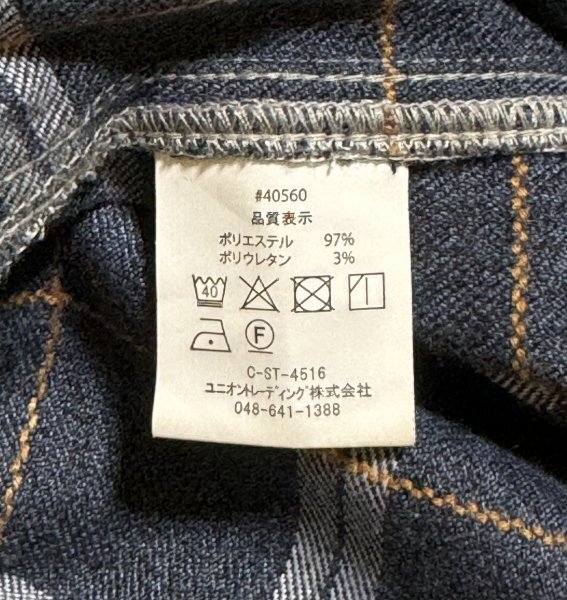 #40560
品質表示
ポリエステル 97%
ポリウレタン 3%
40
F
C-ST-4516
ユニオントレーディング株式会社
048-641-1388